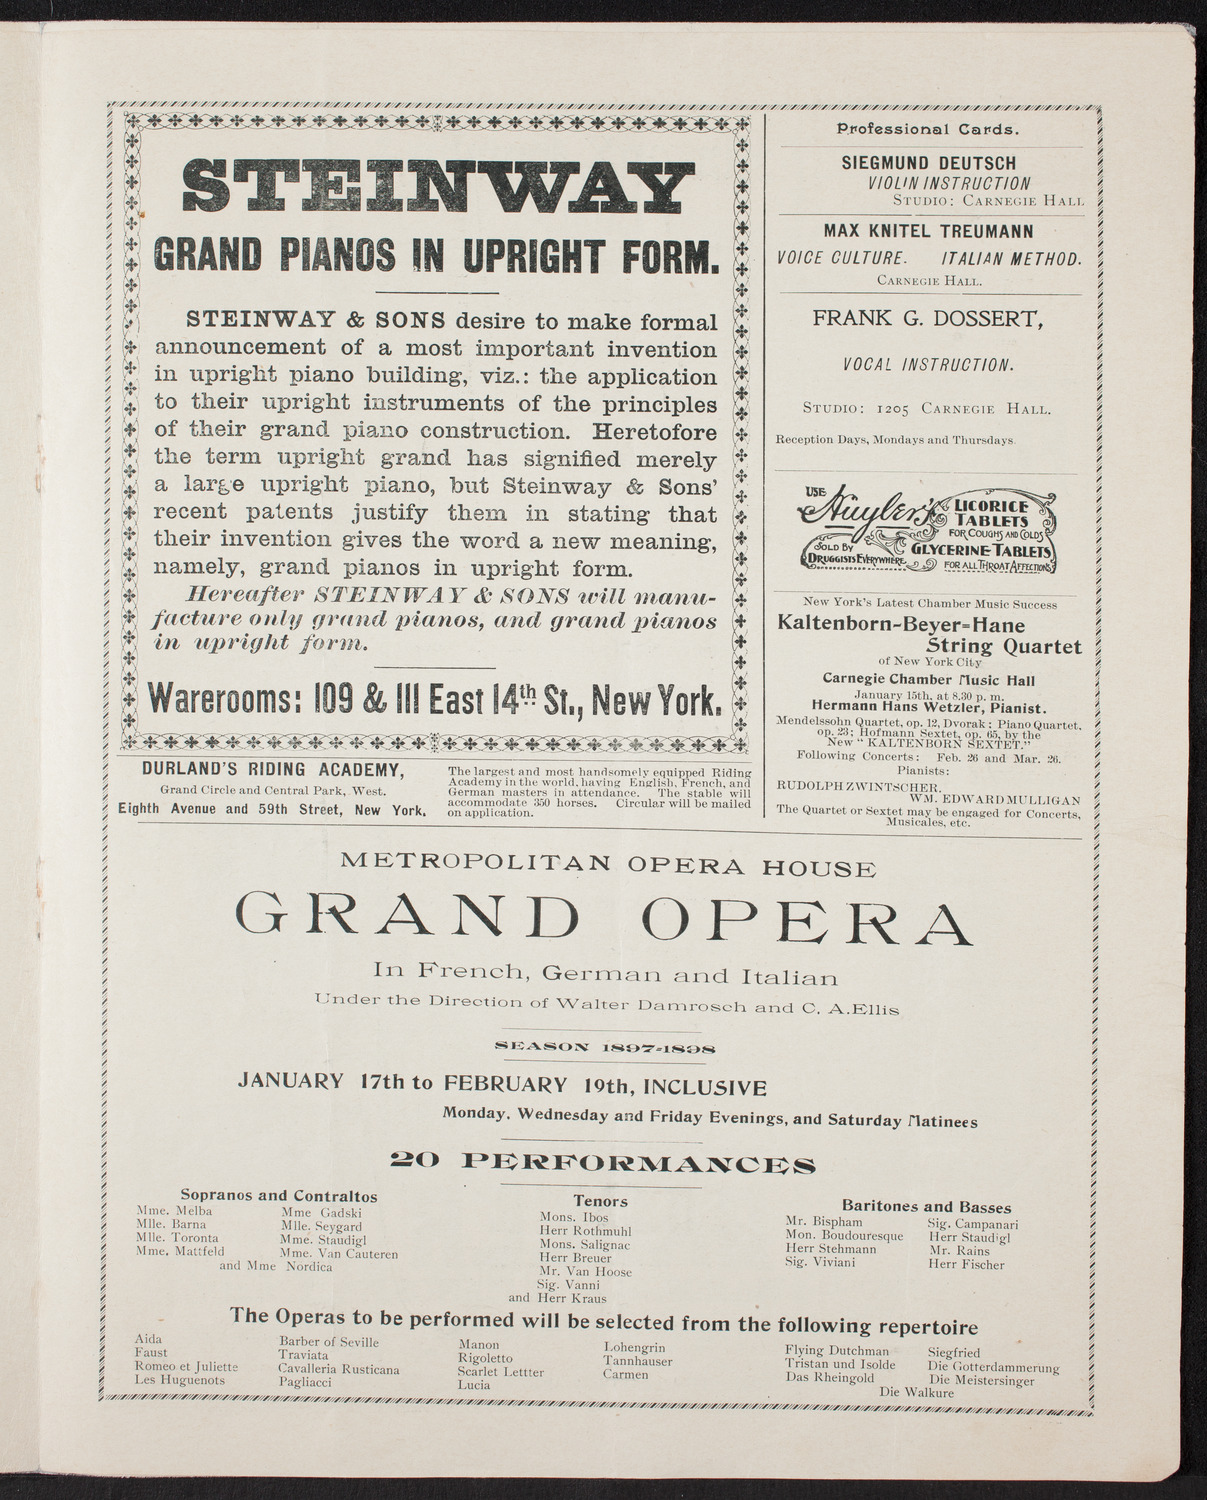 STEINWAY
GRAND PIANOS IN UPRIGHT FORM.
STEINWAY & SONS desire to make formal
announcement of a most important invention
in upright piano building, viz.: the application
to their upright instruments of the principles
of their grand piano construction. Heretofore
the term upright grand has signified merely
a large upright piano, but Steinway & Sons'
recent patents justify them in stating that
their invention gives the word a new meaning,
namely, grand pianos in upright form.
Hereafter STEINWAY & SONS will manu-
facture only grand pianos, and grand pianos
in upright form.
Warerooms: 109 & 111 East 14th St., New York.
DURLAND'S RIDING ACADEMY,
Grand Circle and Central Park, West.
Eighth Avenue and 59th Street, New York.
The largest and most handsomely equipped Riding
Academy in the world, having English, French, and
German masters in attendance. The stable will
accommodate 350 horses. Circular will be mailed
on application.
Professional Cards.
SIEGMUND DEUTSCH
VIOLIN INSTRUCTION
STUDIO: CARNEGIE HALL
MAX KNITEL TREUMANN
VOICE CULTURE. ITALIAN METHOD.
CARNEGIE HALL.
FRANK G. DOSSERT,
VOCAL INSTRUCTION.
STUDIO: 1205 CARNEGIE HALL.
Reception Days, Mondays and Thursdays.
USE Huyler's LICORICE
TABLETS
FOR COUGHS AND COLDS
SOLD BY
DRUGGISTS EVERYWHERE
GLYCERINE TABLETS
FOR ALL THROAT AFFECTIONS
New York's Latest Chamber Music Success
Kaltenborn-Beyer-Hane
String Quartet
of New York City
Carnegie Chamber Music Hall
January 15th, at 8.30 p. m.
Hermann Hans Wetzler, Pianist.
Mendelssohn Quartet, op. 12, Dvorak; Piano Quartet,
op. 23; Hofmann Sextet, op. 65, by the
New "KALTENBORN SEXTET."
Following Concerts: Feb. 26 and Mar. 26.
Pianists:
RUDOLPH ZWINTSCHER.
WM. EDWARD MULLIGAN
The Quartet or Sextet may be engaged for Concerts,
Musicales, etc.
METROPOLITAN OPERA HOUSE
GRAND OPERA
In French, German and Italian
Under the Direction of Walter Damrosch and C. A. Ellis
SEASON 1897-1898
JANUARY 17th to FEBRUARY 19th, INCLUSIVE
Monday, Wednesday and Friday Evenings, and Saturday Matinees
20 PERFORMANCES
Sopranos and Contraltos
Mme. Melba Mme Gadski
Mlle. Barna Mlle. Seygard
Mlle. Toronta Mme. Staudigl
Mme. Mattfeld Mme. Van Cauteren
and Mme Nordica
Tenors
Mons. Ibos
Herr Rothmuhl
Mons. Salignac
Herr Breuer
Mr. Van Hoose
Sig. Vanni
and Herr Kraus
Baritones and Basses
Mr. Bispham Sig. Campanari
Mon. Boudouresque Herr Staudigl
Herr Stehmann Mr. Rains
Sig. Viviani Herr Fischer
The Operas to be performed will be selected from the following repertoire
Aida Barber of Seville Manon Lohengrin Flying Dutchman Siegfried
Faust Traviata Rigoletto Tannhauser Tristan und Isolde Die Gotterdammerung
Romeo et Juliette Cavalleria Rusticana Scarlet Lettter Carmen Das Rheingold Die Meistersinger
Les Huguenots Pagliacci Lucia Die Walkure